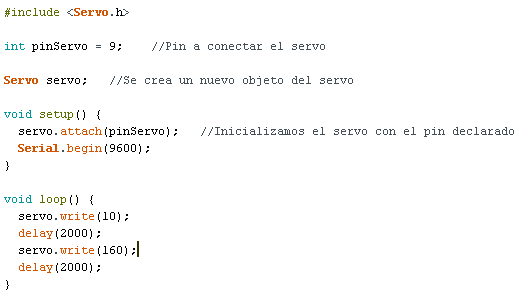 #include <Servo.h>
int pinServo = 9;    //Pin a conectar el servo
Servo servo;   //Se crea un nuevo objeto del servo
void setup() {
  servo.attach(pinServo);   //Inicializamos el servo con el pin declarado
  Serial.begin(9600);
}
void loop() {
  servo.write(10);
  delay(2000);
  servo.write(160);
  delay(2000);
}